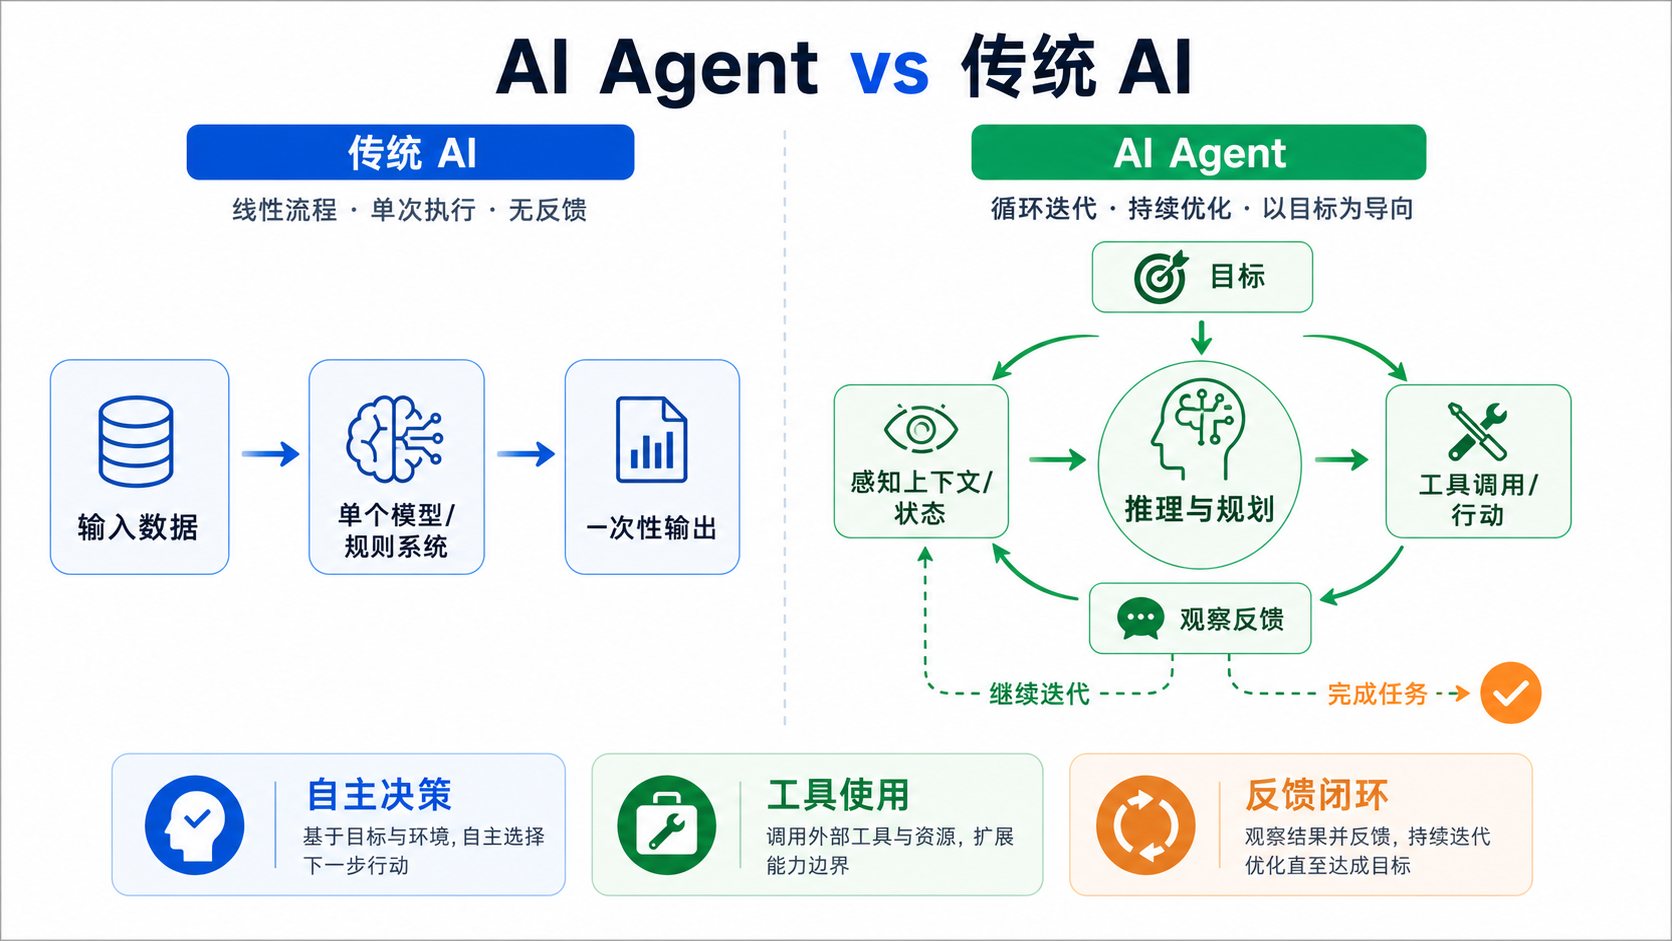 AI Agent vs 传统 AI
传统 AI
线性流程 · 单次执行 · 无反馈
输入数据
单个模型/
规则系统
一次性输出
AI Agent
循环迭代 · 持续优化 · 以目标为导向
目标
感知上下文/
状态
推理与规划
工具调用/
行动
观察反馈
继续迭代
完成任务
自主决策
基于目标与环境,自主选择
下一步行动
工具使用
调用外部工具与资源,扩展
能力边界
反馈闭环
观察结果并反馈,持续迭代
优化直至达成目标